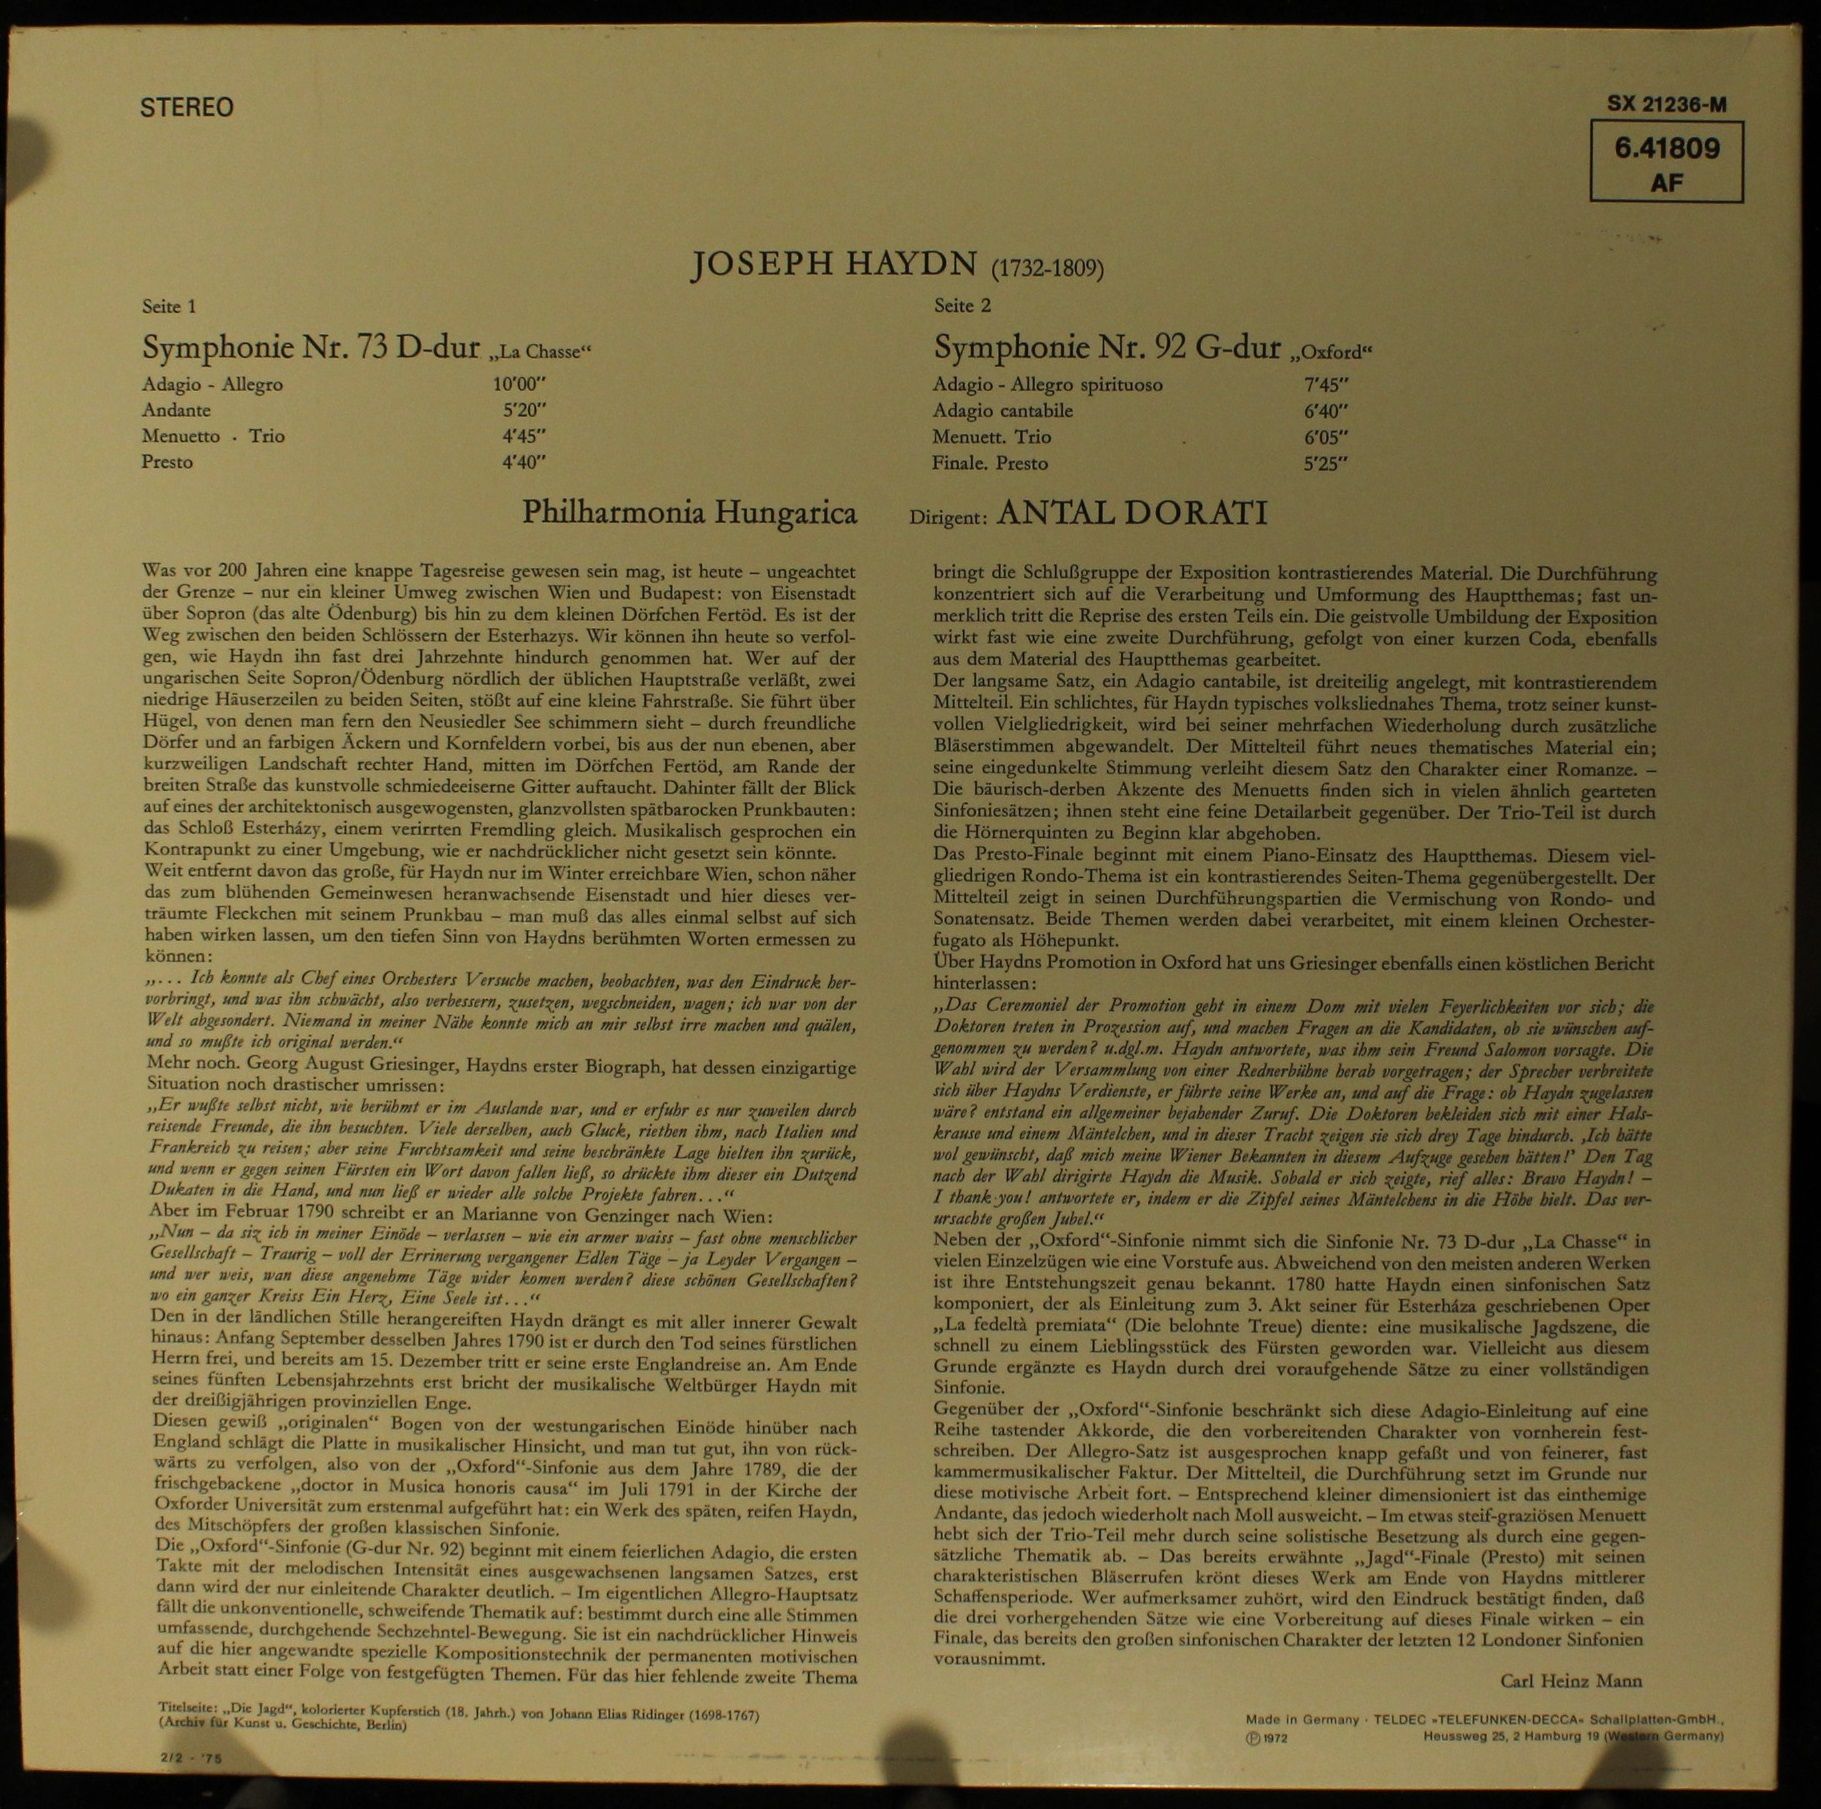 STEREO
SX 21236-M
6.41809
AF
JOSEPH HAYDN (1732-1809)
Seite 1
Symphonie Nr. 73 D-dur „La Chasse“
Adagio - Allegro 10′00″
Andante 5′20″
Menuetto · Trio 4′45″
Presto 4′40″
Seite 2
Symphonie Nr. 92 G-dur „Oxford“
Adagio - Allegro spirituoso 7′45″
Adagio cantabile 6′40″
Menuett. Trio 6′05″
Finale. Presto 5′25″
Philharmonia Hungarica Dirigent: ANTAL DORATI
Was vor 200 Jahren eine knappe Tagesreise gewesen sein mag, ist heute – ungeachtet
der Grenze – nur ein kleiner Umweg zwischen Wien und Budapest: von Eisenstadt
über Sopron (das alte Ödenburg) bis hin zu dem kleinen Dörfchen Fertöd. Es ist der
Weg zwischen den beiden Schlössern der Esterhazys. Wir können ihn heute so verfol-
gen, wie Haydn ihn fast drei Jahrzehnte hindurch genommen hat. Wer auf der
ungarischen Seite Sopron/Ödenburg nördlich der üblichen Hauptstraße verläßt, zwei
niedrige Häuserzeilen zu beiden Seiten, stößt auf eine kleine Fahrstraße. Sie führt über
Hügel, von denen man fern den Neusiedler See schimmern sieht – durch freundliche
Dörfer und an farbigen Äckern und Kornfeldern vorbei, bis aus der nun ebenen, aber
kurzweiligen Landschaft rechter Hand, mitten im Dörfchen Fertöd, am Rande der
breiten Straße das kunstvolle schmiedeeiserne Gitter auftaucht. Dahinter fällt der Blick
auf eines der architektonisch ausgewogensten, glanzvollsten spätbarocken Prunkbauten:
das Schloß Esterházy, einem verirrten Fremdling gleich. Musikalisch gesprochen ein
Kontrapunkt zu einer Umgebung, wie er nachdrücklicher nicht gesetzt sein könnte.
Weit entfernt davon das große, für Haydn nur im Winter erreichbare Wien, schon näher
das zum blühenden Gemeinwesen heranwachsende Eisenstadt und hier dieses ver-
träumte Fleckchen mit seinem Prunkbau – man muß das alles einmal selbst auf sich
haben wirken lassen, um den tiefen Sinn von Haydns berühmten Worten ermessen zu
können:
„. . . Ich konnte als Chef eines Orchesters Versuche machen, beobachten, was den Eindruck her-
vorbringt, und was ihn schwächt, also verbessern, zusetzen, wegschneiden, wagen; ich war von der
Welt abgesondert. Niemand in meiner Nähe konnte mich an mir selbst irre machen und quälen,
und so mußte ich original werden.“
Mehr noch. Georg August Griesinger, Haydns erster Biograph, hat dessen einzigartige
Situation noch drastischer umrissen:
„Er wußte selbst nicht, wie berühmt er im Auslande war, und er erfuhr es nur zuweilen durch
reisende Freunde, die ihn besuchten. Viele derselben, auch Gluck, riethen ihm, nach Italien und
Frankreich zu reisen; aber seine Furchtsamkeit und seine beschränkte Lage hielten ihn zurück,
und wenn er gegen seinen Fürsten ein Wort davon fallen ließ, so drückte ihm dieser ein Dutzend
Dukaten in die Hand, und nun ließ er wieder alle solche Projekte fahren. . .“
Aber im Februar 1790 schreibt er an Marianne von Genzinger nach Wien:
„Nun – da siz ich in meiner Einöde – verlassen – wie ein armer waiss – fast ohne menschlicher
Gesellschaft – Traurig – voll der Errinerung vergangener Edlen Täge – ja Leyder Vergangen –
und wer weis, wan diese angenehme Täge wider komen werden? diese schönen Gesellschaften?
wo ein ganzer Kreiss Ein Herz, Eine Seele ist. . .“
Den in der ländlichen Stille herangereiften Haydn drängt es mit aller innerer Gewalt
hinaus: Anfang September desselben Jahres 1790 ist er durch den Tod seines fürstlichen
Herrn frei, und bereits am 15. Dezember tritt er seine erste Englandreise an. Am Ende
seines fünften Lebensjahrzehnts erst bricht der musikalische Weltbürger Haydn mit
der dreißigjährigen provinziellen Enge.
Diesen gewiß „originalen“ Bogen von der westungarischen Einöde hinüber nach
England schlägt die Platte in musikalischer Hinsicht, und man tut gut, ihn von rück-
wärts zu verfolgen, also von der „Oxford“-Sinfonie aus dem Jahre 1789, die der
frischgebackene „doctor in Musica honoris causa“ im Juli 1791 in der Kirche der
Oxforder Universität zum erstenmal aufgeführt hat: ein Werk des späten, reifen Haydn,
des Mitschöpfers der großen klassischen Sinfonie.
Die „Oxford“-Sinfonie (G-dur Nr. 92) beginnt mit einem feierlichen Adagio, die ersten
Takte mit der melodischen Intensität eines ausgewachsenen langsamen Satzes, erst
dann wird der nur einleitende Charakter deutlich. – Im eigentlichen Allegro-Hauptsatz
fällt die unkonventionelle, schweifende Thematik auf: bestimmt durch eine alle Stimmen
umfassende, durchgehende Sechzehntel-Bewegung. Sie ist ein nachdrücklicher Hinweis
auf die hier angewandte spezielle Kompositionstechnik der permanenten motivischen
Arbeit statt einer Folge von festgefügten Themen. Für das hier fehlende zweite Thema
bringt die Schlußgruppe der Exposition kontrastierendes Material. Die Durchführung
konzentriert sich auf die Verarbeitung und Umformung des Hauptthemas; fast un-
merklich tritt die Reprise des ersten Teils ein. Die geistvolle Umbildung der Exposition
wirkt fast wie eine zweite Durchführung, gefolgt von einer kurzen Coda, ebenfalls
aus dem Material des Hauptthemas gearbeitet.
Der langsame Satz, ein Adagio cantabile, ist dreiteilig angelegt, mit kontrastierendem
Mittelteil. Ein schlichtes, für Haydn typisches volksliednahes Thema, trotz seiner kunst-
vollen Vielgliedrigkeit, wird bei seiner mehrfachen Wiederholung durch zusätzliche
Bläserstimmen abgewandelt. Der Mittelteil führt neues thematisches Material ein;
seine eingedunkelte Stimmung verleiht diesem Satz den Charakter einer Romanze. –
Die bäurisch-derben Akzente des Menuetts finden sich in vielen ähnlich gearteten
Sinfoniesätzen; ihnen steht eine feine Detailarbeit gegenüber. Der Trio-Teil ist durch
die Hörnerquinten zu Beginn klar abgehoben.
Das Presto-Finale beginnt mit einem Piano-Einsatz des Hauptthemas. Diesem viel-
gliedrigen Rondo-Thema ist ein kontrastierendes Seiten-Thema gegenübergestellt. Der
Mittelteil zeigt in seinen Durchführungspartien die Vermischung von Rondo- und
Sonatensatz. Beide Themen werden dabei verarbeitet, mit einem kleinen Orchester-
fugato als Höhepunkt.
Über Haydns Promotion in Oxford hat uns Griesinger ebenfalls einen köstlichen Bericht
hinterlassen:
„Das Ceremoniel der Promotion geht in einem Dom mit vielen Feyerlichkeiten vor sich; die
Doktoren treten in Prozession auf, und machen Fragen an die Kandidaten, ob sie wünschen auf-
genommen zu werden? u.dgl.m. Haydn antwortete, was ihm sein Freund Salomon vorsagte. Die
Wahl wird der Versammlung von einer Rednerbühne herab vorgetragen; der Sprecher verbreitete
sich über Haydns Verdienste, er führte seine Werke an, und auf die Frage: ob Haydn zugelassen
wäre? entstand ein allgemeiner bejahender Zuruf. Die Doktoren bekleiden sich mit einer Hals-
krause und einem Mäntelchen, und in dieser Tracht zeigen sie sich drey Tage hindurch. ‚Ich hätte
wol gewünscht, daß mich meine Wiener Bekannten in diesem Aufzuge gesehen hätten!‘ Den Tag
nach der Wahl dirigirte Haydn die Musik. Sobald er sich zeigte, rief alles: Bravo Haydn! –
I thank you! antwortete er, indem er die Zipfel seines Mäntelchens in die Höhe hielt. Das ver-
ursachte großen Jubel.“
Neben der „Oxford“-Sinfonie nimmt sich die Sinfonie Nr. 73 D-dur „La Chasse“ in
vielen Einzelzügen wie eine Vorstufe aus. Abweichend von den meisten anderen Werken
ist ihre Entstehungszeit genau bekannt. 1780 hatte Haydn einen sinfonischen Satz
komponiert, der als Einleitung zum 3. Akt seiner für Esterháza geschriebenen Oper
„La fedeltà premiata“ (Die belohnte Treue) diente: eine musikalische Jagdszene, die
schnell zu einem Lieblingsstück des Fürsten geworden war. Vielleicht aus diesem
Grunde ergänzte es Haydn durch drei voraufgehende Sätze zu einer vollständigen
Sinfonie.
Gegenüber der „Oxford“-Sinfonie beschränkt sich diese Adagio-Einleitung auf eine
Reihe tastender Akkorde, die den vorbereitenden Charakter von vornherein fest-
schreiben. Der Allegro-Satz ist ausgesprochen knapp gefaßt und von feinerer, fast
kammermusikalischer Faktur. Der Mittelteil, die Durchführung setzt im Grunde nur
diese motivische Arbeit fort. – Entsprechend kleiner dimensioniert ist das einthemige
Andante, das jedoch wiederholt nach Moll ausweicht. – Im etwas steif-graziösen Menuett
hebt sich der Trio-Teil mehr durch seine solistische Besetzung als durch eine gegen-
sätzliche Thematik ab. – Das bereits erwähnte „Jagd“-Finale (Presto) mit seinen
charakteristischen Bläserrufen krönt dieses Werk am Ende von Haydns mittlerer
Schaffensperiode. Wer aufmerksamer zuhört, wird den Eindruck bestätigt finden, daß
die drei vorhergehenden Sätze wie eine Vorbereitung auf dieses Finale wirken – ein
Finale, das bereits den großen sinfonischen Charakter der letzten 12 Londoner Sinfonien
vorausnimmt.
Carl Heinz Mann
Titelseite: „Die Jagd“, kolorierter Kupferstich (18. Jahrh.) von Johann Elias Ridinger (1698-1767)
(Archiv für Kunst u. Geschichte, Berlin)
2/2 - '75
Made in Germany · TELDEC »TELEFUNKEN-DECCA« Schallplatten-GmbH.,
Ⓟ 1972 Heussweg 25, 2 Hamburg 19 (Western Germany)